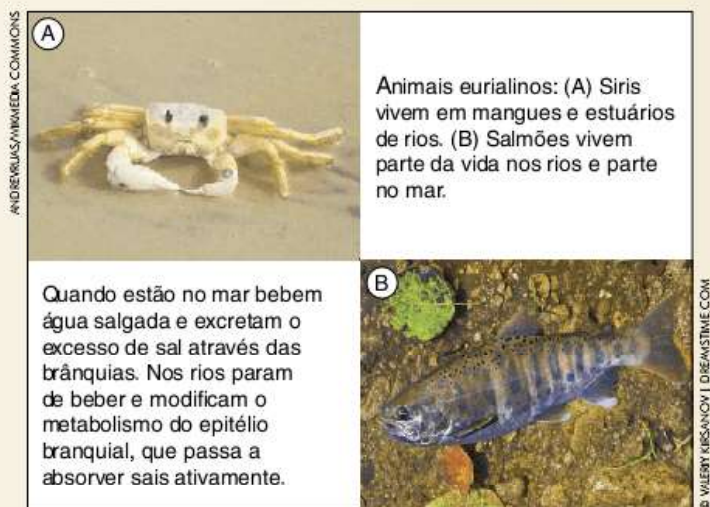 ANDREVRUAS/WIKIMEDIA COMMONS
A
Animais eurialinos: (A) Siris
vivem em mangues e estuários
de rios. (B) Salmões vivem
parte da vida nos rios e parte
no mar.
Quando estão no mar bebem
água salgada e excretam o
excesso de sal através das
brânquias. Nos rios param
de beber e modificam o
metabolismo do epitélio
branquial, que passa a
absorver sais ativamente.
B
© VALERIY KIRSANOV | DREAMSTIME.COM